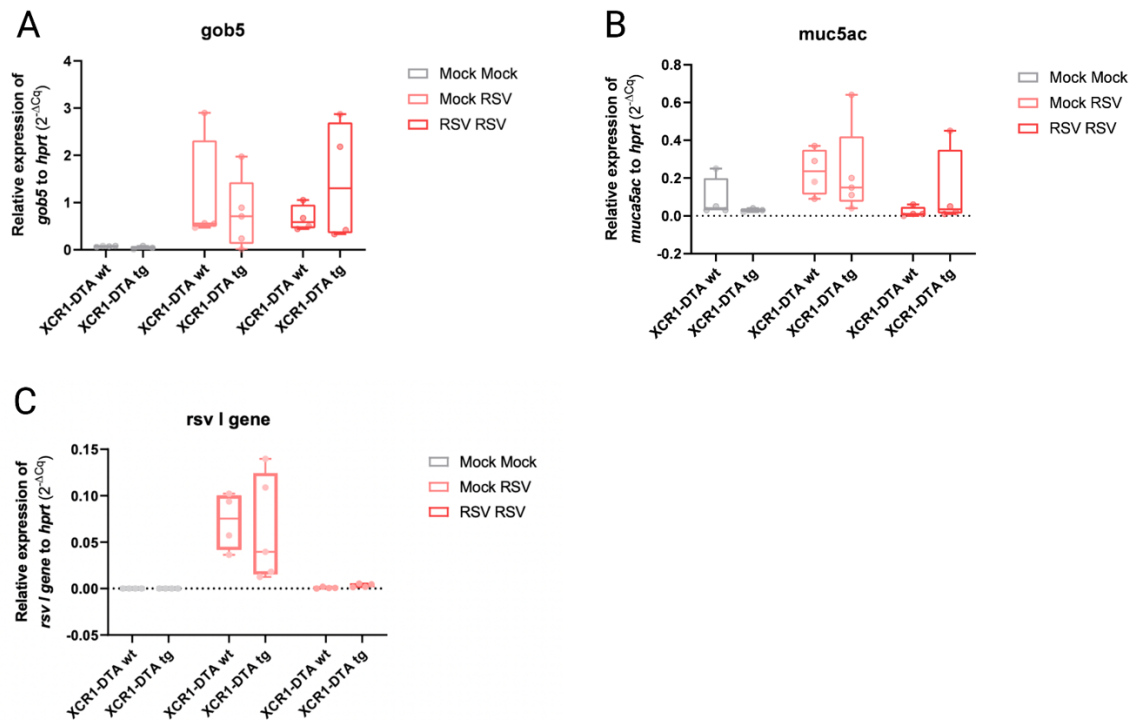 A
gob5
Relative expression of
gob5 to hprt (2^-ΔCq)
4
3
2
1
0
XCR1-DTA wt
XCR1-DTA tg
XCR1-DTA wt
XCR1-DTA tg
XCR1-DTA wt
XCR1-DTA tg
Mock Mock
Mock RSV
RSV RSV
B
muc5ac
Relative expression of
muca5ac to hprt (2^-ΔCq)
0.8
0.6
0.4
0.2
0.0
-0.2
XCR1-DTA wt
XCR1-DTA tg
XCR1-DTA wt
XCR1-DTA tg
XCR1-DTA wt
XCR1-DTA tg
Mock Mock
Mock RSV
RSV RSV
C
rsv l gene
Relative expression of
rsv l gene to hprt (2^-ΔCq)
0.15
0.10
0.05
0.00
-0.05
XCR1-DTA wt
XCR1-DTA tg
XCR1-DTA wt
XCR1-DTA tg
XCR1-DTA wt
XCR1-DTA tg
Mock Mock
Mock RSV
RSV RSV